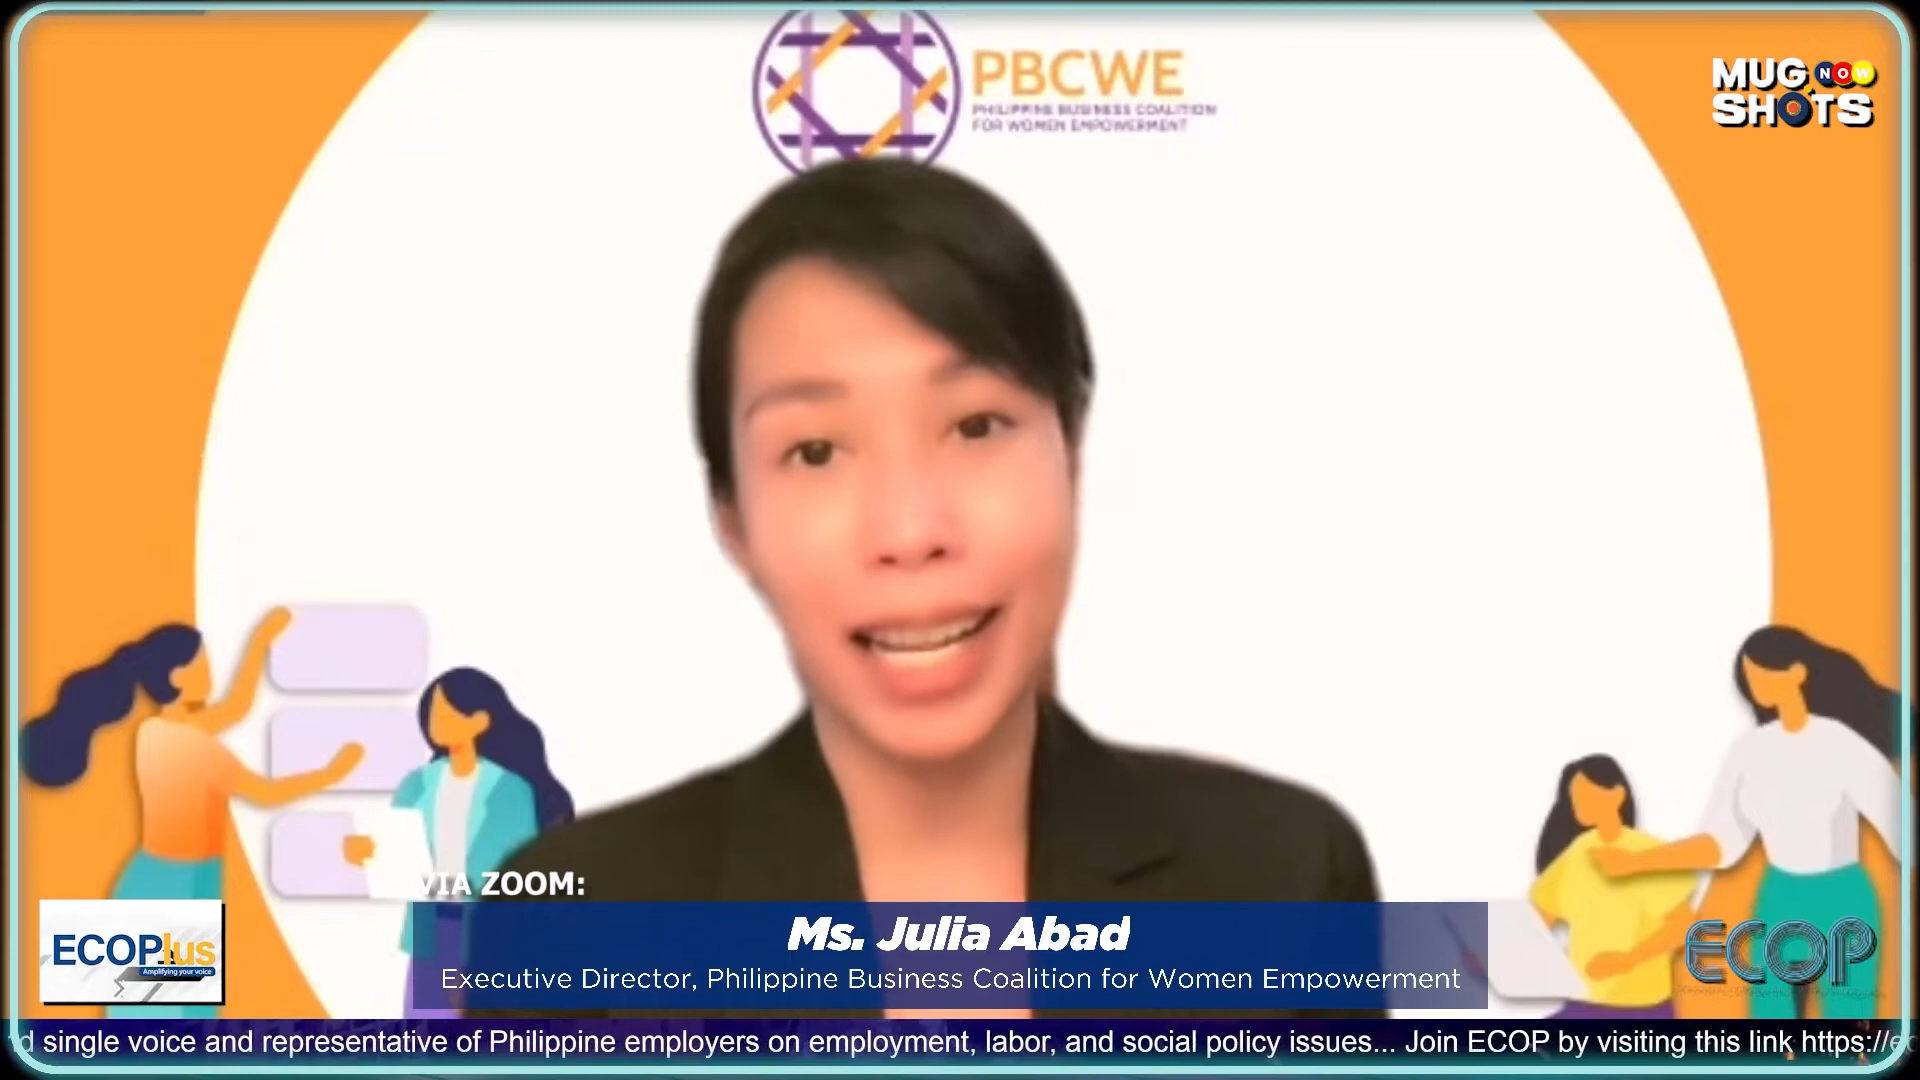 PBCWE
PHILIPPINE BUSINESS COALITION
FOR WOMEN EMPOWERMENT
MUG NOW
SHOTS
VIA ZOOM:
Ms. Julia Abad
Executive Director, Philippine Business Coalition for Women Empowerment
ECOPlus
Amplifying your voice
ECOP
single voice and representative of Philippine employers on employment, labor, and social policy issues... Join ECOP by visiting this link https://